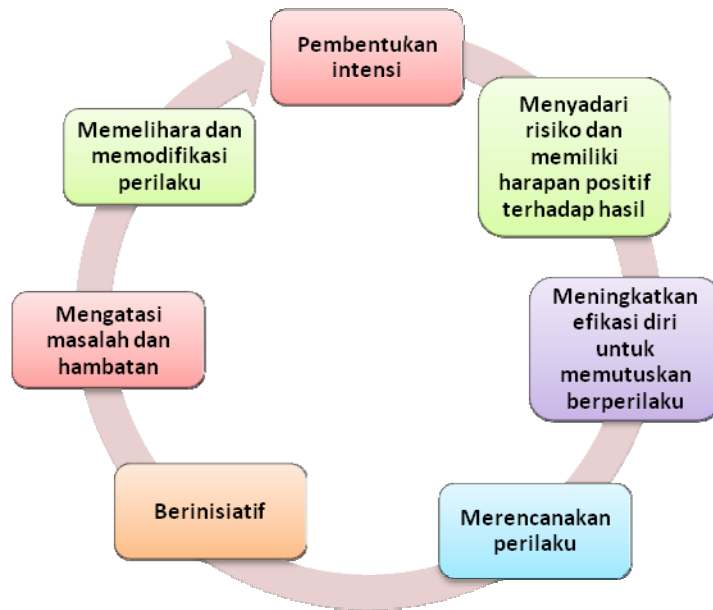 Pembentukan
intensi
Menyadari
risiko dan
memiliki
harapan positif
terhadap hasil
Meningkatkan
efikasi diri
untuk
memutuskan
berperilaku
Merencanakan
perilaku
Berinisiatif
Mengatasi
masalah dan
hambatan
Memelihara dan
memodifikasi
perilaku